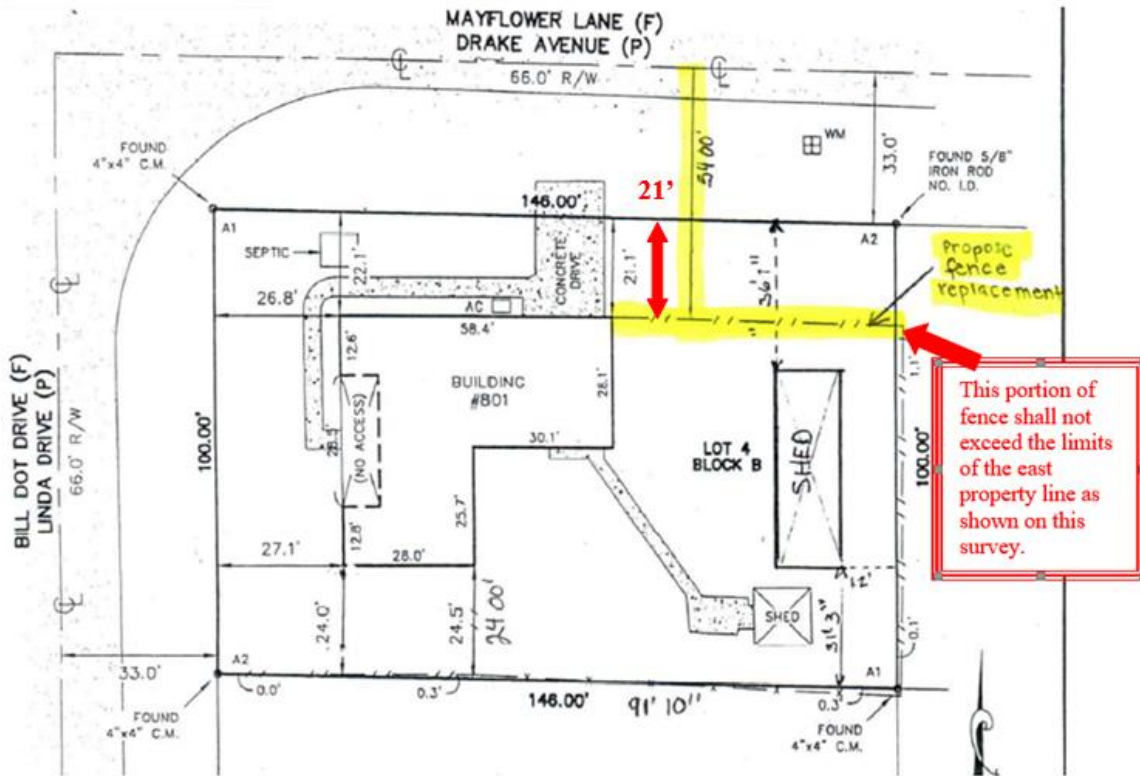 MAYFLOWER LANE (F)
DRAKE AVENUE (P)
66.0' R/W
FOUND
4"x4" C.M.
WM
33.0'
FOUND 5/8"
IRON ROD
NO. I.D.
54 00'
21'
146.00'
A1
A2
SEPTIC
22.1'
CONCRETE
DRIVE
21.1'
36' 1"
Propose
fence
replacement
26.8'
AC
58.4'
12.6'
BUILDING
#801
28.1'
1.1'
This portion of
fence shall not
exceed the limits
of the east
property line as
shown on this
survey.
BILL DOT DRIVE (F)
LINDA DRIVE (P)
66.0' R/W
100.00'
(NO ACCESS)
30.1'
LOT 4
BLOCK B
SHED
100.00'
25.7'
12.8'
27.1'
28.0'
12'
24.0'
24.5'
24 00'
SHED
31' 3"
0.1'
33.0'
A2
A1
0.0'
0.3'
146.00'
91' 10"
0.3'
FOUND
4"x4" C.M.
FOUND
4"x4" C.M.